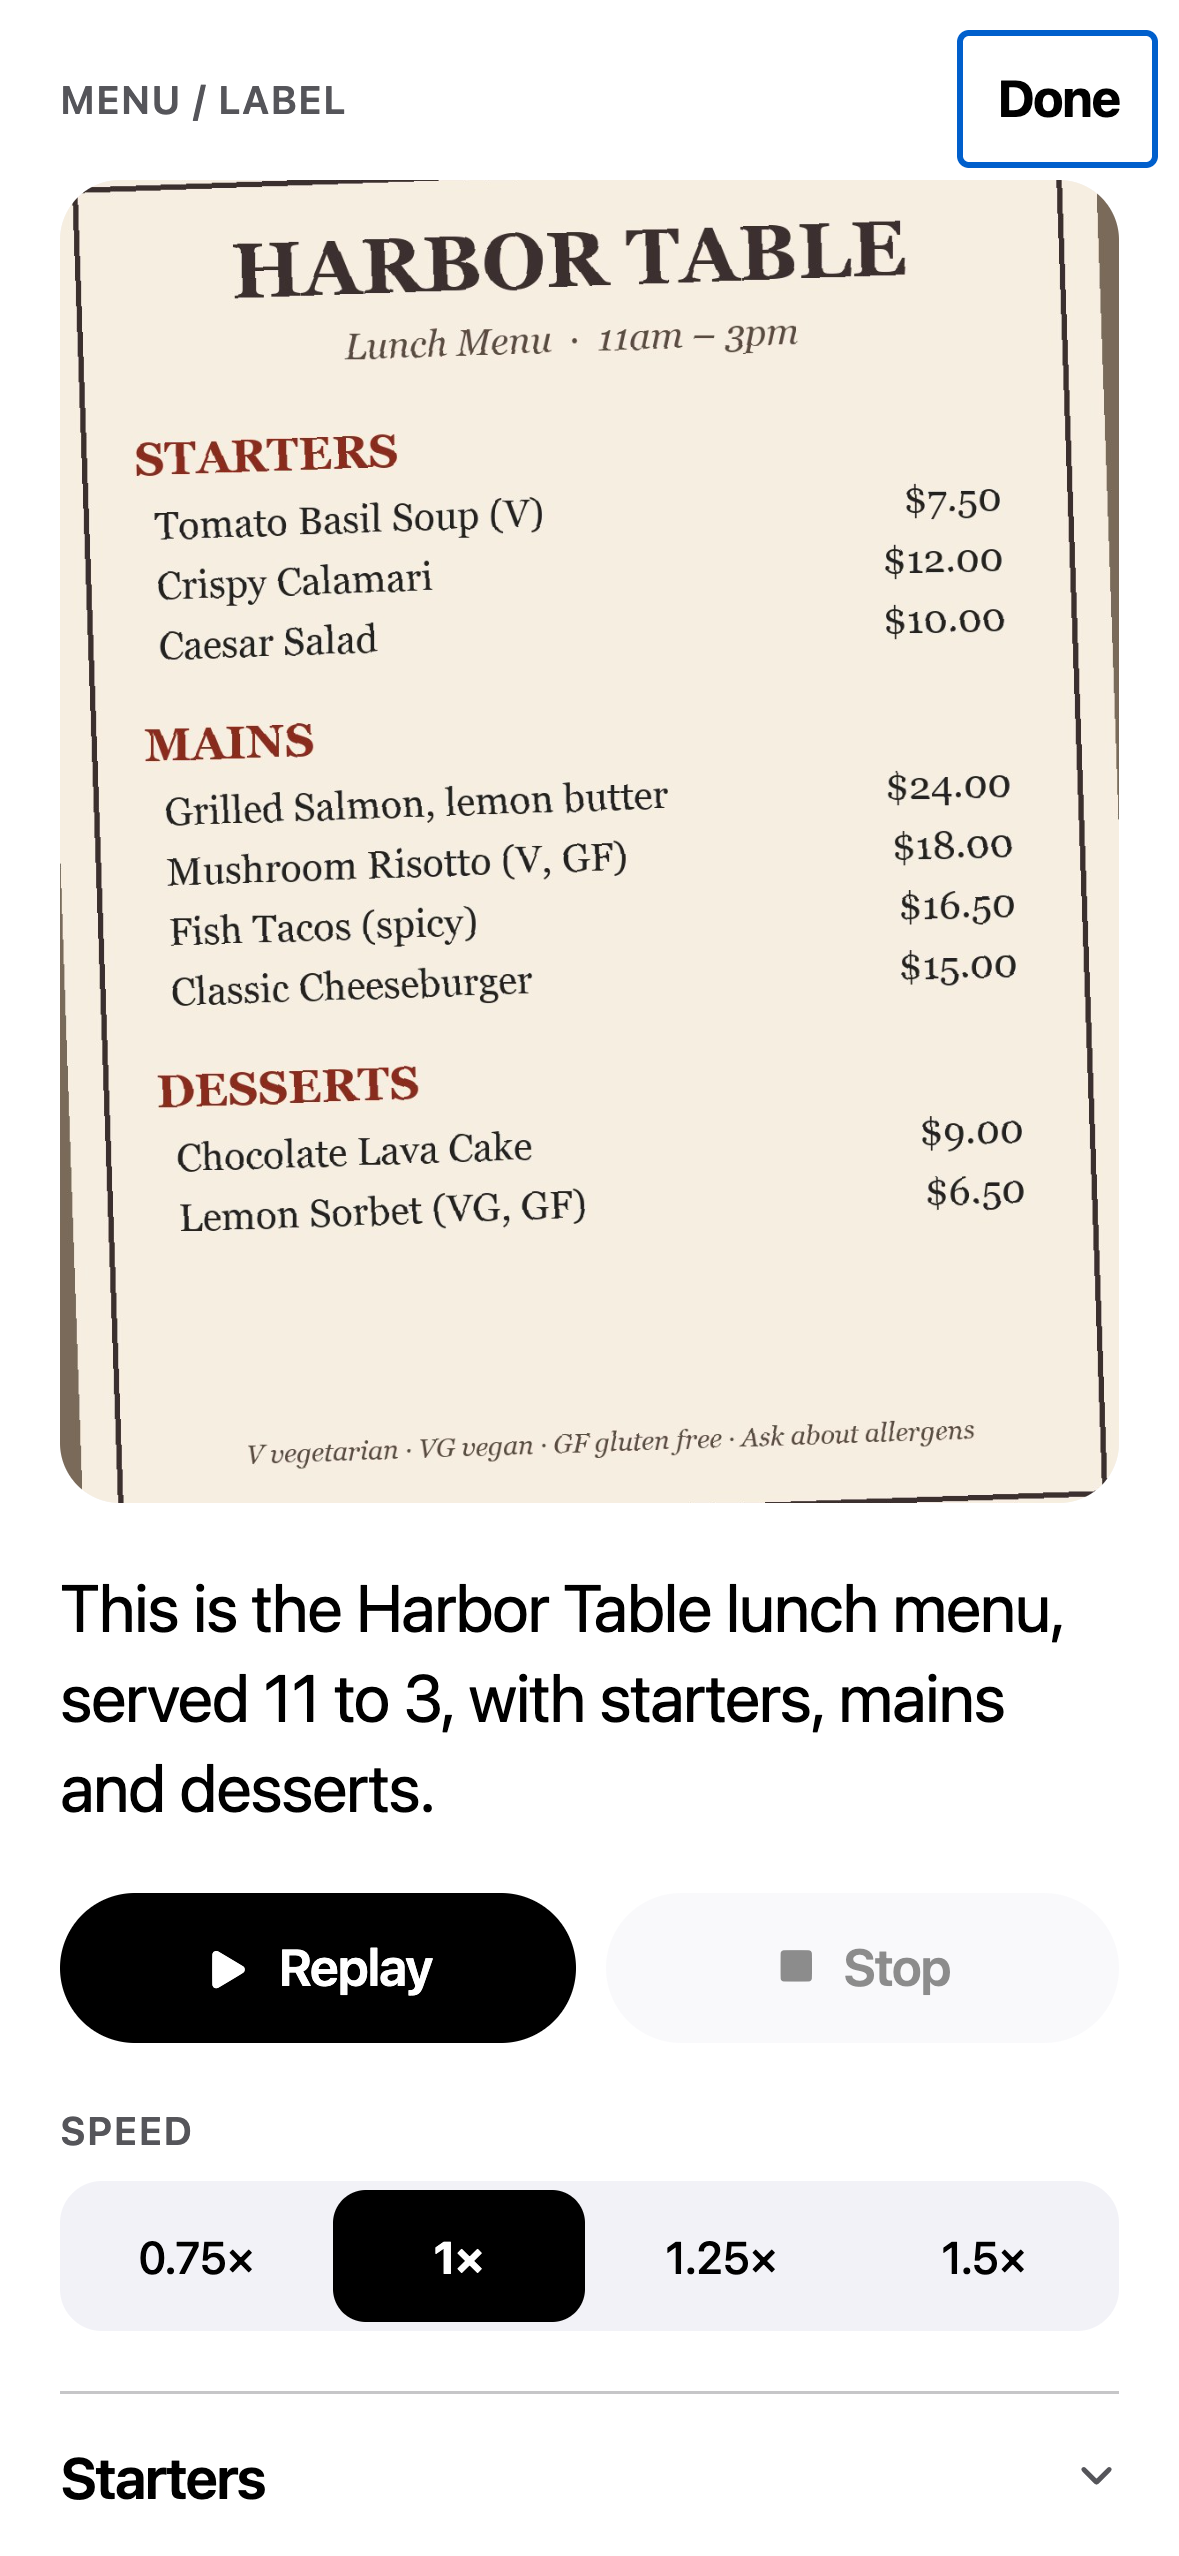 MENU / LABEL
Done
HARBOR TABLE
Lunch Menu · 11am – 3pm
STARTERS
Tomato Basil Soup (V) $7.50
Crispy Calamari $12.00
Caesar Salad $10.00
MAINS
Grilled Salmon, lemon butter $24.00
Mushroom Risotto (V, GF) $18.00
Fish Tacos (spicy) $16.50
Classic Cheeseburger $15.00
DESSERTS
Chocolate Lava Cake $9.00
Lemon Sorbet (VG, GF) $6.50
V vegetarian · VG vegan · GF gluten free · Ask about allergens
This is the Harbor Table lunch menu,
served 11 to 3, with starters, mains
and desserts.
Replay
Stop
SPEED
0.75× 1× 1.25× 1.5×
Starters